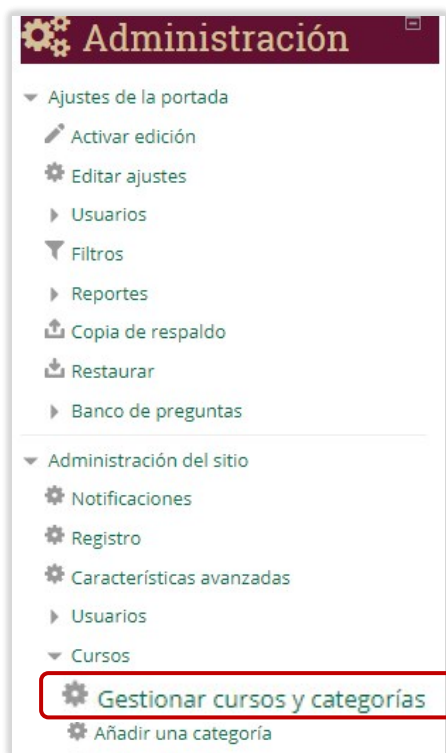 Administración
Ajustes de la portada
Activar edición
Editar ajustes
Usuarios
Filtros
Reportes
Copia de respaldo
Restaurar
Banco de preguntas
Administración del sitio
Notificaciones
Registro
Características avanzadas
Usuarios
Cursos
Gestionar cursos y categorías
Añadir una categoría